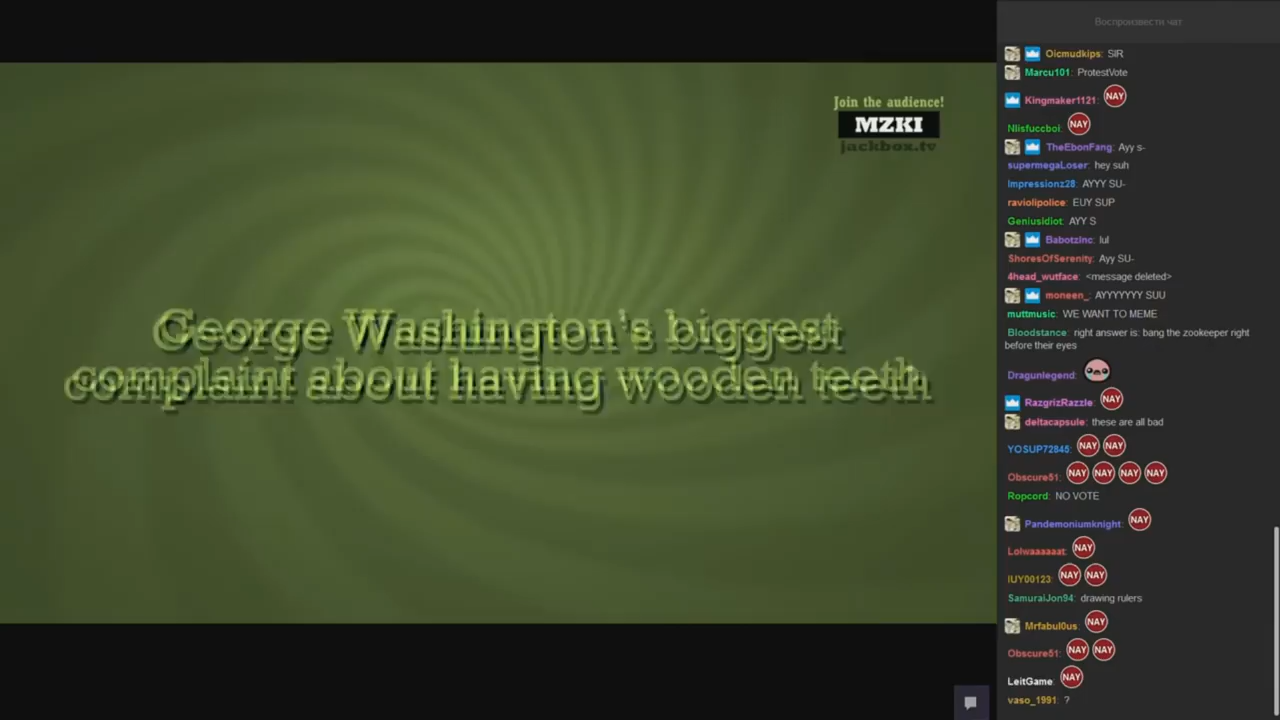 Воспроизвести чат
Join the audience!
MZKI
jackbox.tv
George Washington's biggest
complaint about having wooden teeth
Oicmudkips: SIR
Marcu101: ProtestVote
Kingmaker1121: NAY
Nlisfuccboi: NAY
TheEbonFang: Ayy s-
supermegaLoser: hey suh
Impressionz28: AYYY SU-
raviolipolice: EUY SUP
Geniusidiot: AYY S
BabotzInc: lul
ShoresOfSerenity: Ayy SU-
4head_wutface: <message deleted>
moneen_: AYYYYYYY SUU
muttmusic: WE WANT TO MEME
Bloodstance: right answer is: bang the zookeeper right
before their eyes
Dragunlegend:
RazgrizRazzle: NAY
deltacapsule: these are all bad
YOSUP72845: NAY NAY
Obscure51: NAY NAY NAY NAY
Ropcord: NO VOTE
Pandemoniumknight: NAY
Lolwaaaaaat: NAY
IUY00123: NAY NAY
SamuraiJon94: drawing rulers
Mrfabul0us: NAY
Obscure51: NAY NAY
LeitGame: NAY
vaso_1991: ?